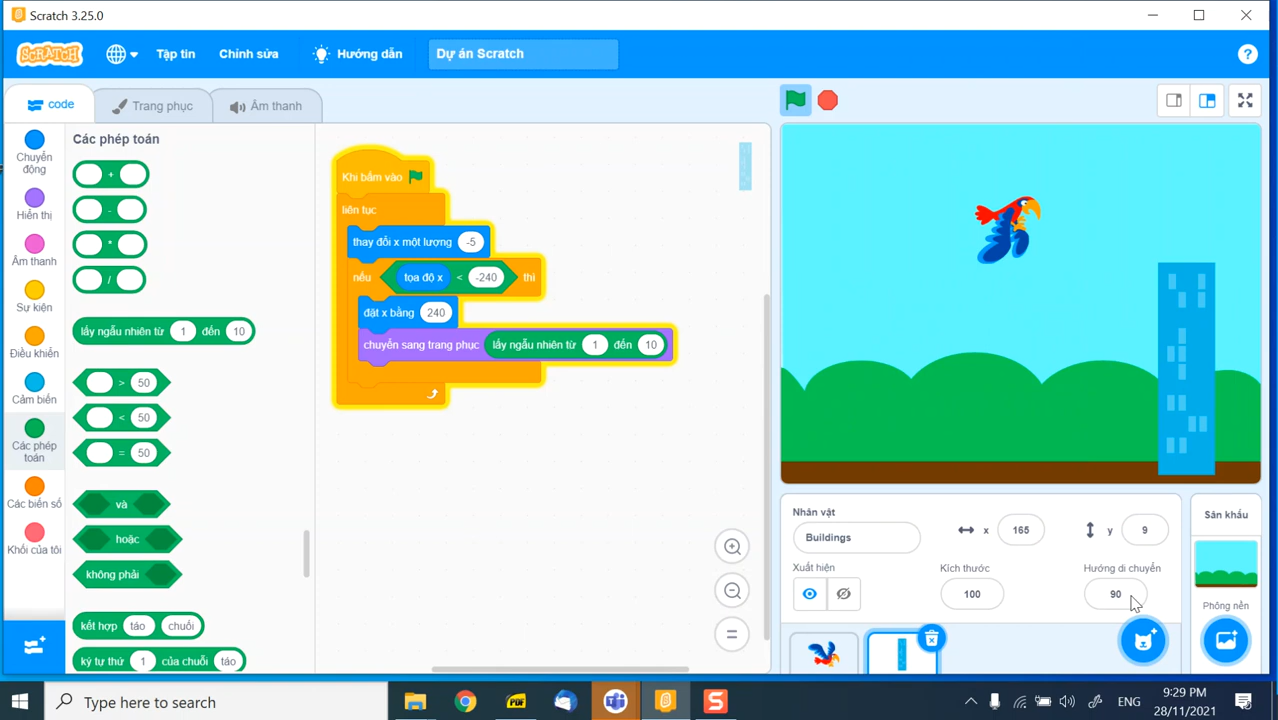 Scratch 3.25.0
SCRATCH
Tập tin
Chỉnh sửa
Hướng dẫn
Dự án Scratch
?
code
Trang phục
Âm thanh
Chuyển động
Hiển thị
Âm thanh
Sự kiện
Điều khiển
Cảm biến
Các phép toán
Các biến số
Khối của tôi
Các phép toán
+
-
*
/
lấy ngẫu nhiên từ 1 đến 10
> 50
< 50
= 50
và
hoặc
không phải
kết hợp táo chuối
ký tự thứ 1 của chuỗi táo
Khi bấm vào
liên tục
thay đổi x một lượng -5
nếu tọa độ x < -240 thì
đặt x bằng 240
chuyển sang trang phục lấy ngẫu nhiên từ 1 đến 10
Nhân vật
Buildings
x 165
y 9
Xuất hiện
Kích thước
100
Hướng di chuyển
90
Sân khấu
Phông nền
Type here to search
PDF
S
ENG
9:29 PM
28/11/2021